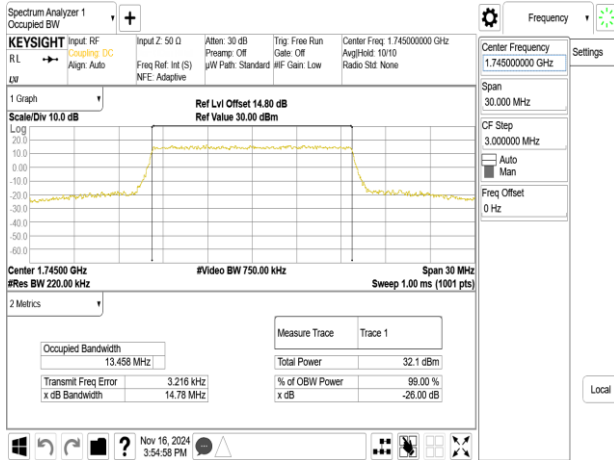 Spectrum Analyzer 1
Occupied BW
Frequency
KEYSIGHT
RL
LXI
Input: RF
Coupling: DC
Align: Auto
Input Z: 50 Ω
Freq Ref: Int (S)
NFE: Adaptive
Atten: 30 dB
Preamp: Off
µW Path: Standard
Trig: Free Run
Gate: Off
#IF Gain: Low
Center Freq: 1.745000000 GHz
Avg|Hold: 10/10
Radio Std: None
Center Frequency
1.745000000 GHz
Settings
Span
30.000 MHz
CF Step
3.000000 MHz
Auto
Man
Freq Offset
0 Hz
Local
1 Graph
Scale/Div 10.0 dB
Ref Lvl Offset 14.80 dB
Ref Value 30.00 dBm
Log
20.0
10.0
0.00
-10.0
-20.0
-30.0
-40.0
-50.0
-60.0
Center 1.74500 GHz
#Video BW 750.00 kHz
Span 30 MHz
#Res BW 220.00 kHz
Sweep 1.00 ms (1001 pts)
2 Metrics
Occupied Bandwidth
13.458 MHz
Transmit Freq Error 3.216 kHz
x dB Bandwidth 14.78 MHz
Measure Trace Trace 1
Total Power 32.1 dBm
% of OBW Power 99.00 %
x dB -26.00 dB
?
Nov 16, 2024
3:54:58 PM